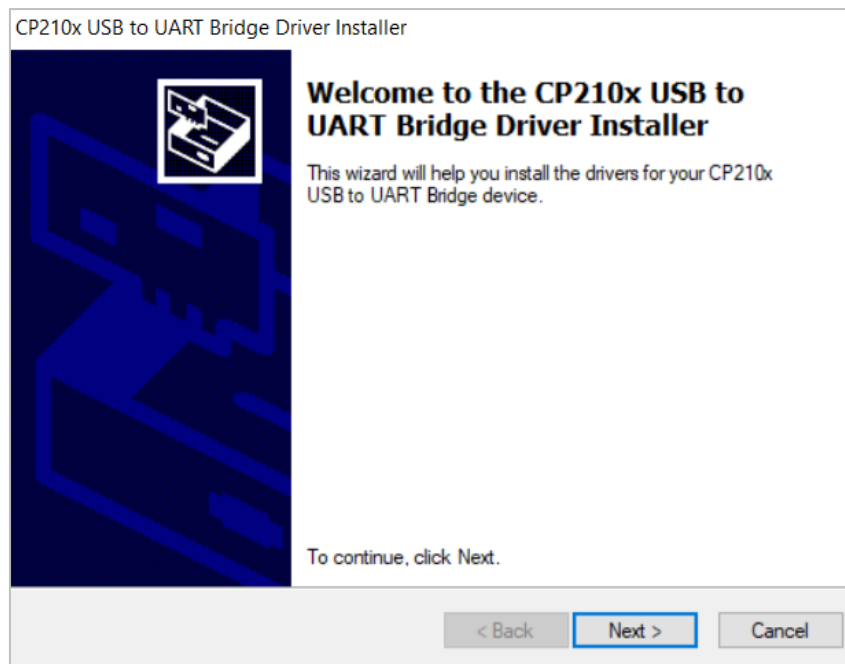 CP210x USB to UART Bridge Driver Installer
Welcome to the CP210x USB to
UART Bridge Driver Installer
This wizard will help you install the drivers for your CP210x
USB to UART Bridge device.
To continue, click Next.
< Back
Next >
Cancel